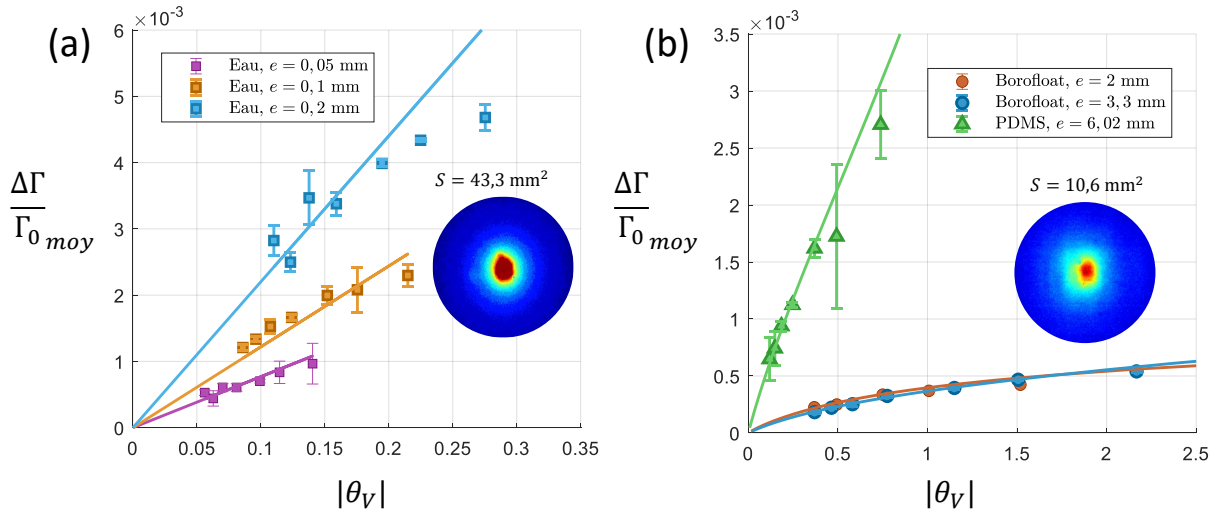 (a)
×10⁻³
6
5
4
3
2
1
0
Eau, e = 0, 05 mm
Eau, e = 0, 1 mm
Eau, e = 0, 2 mm
S = 43,3 mm²
ΔΓ
Γ₀ moy
0 0.05 0.1 0.15 0.2 0.25 0.3 0.35
|θ_V|
(b)
×10⁻³
3.5
3
2.5
2
1.5
1
0.5
0
Borofloat, e = 2 mm
Borofloat, e = 3, 3 mm
PDMS, e = 6, 02 mm
S = 10,6 mm²
ΔΓ
Γ₀ moy
0 0.5 1 1.5 2 2.5
|θ_V|